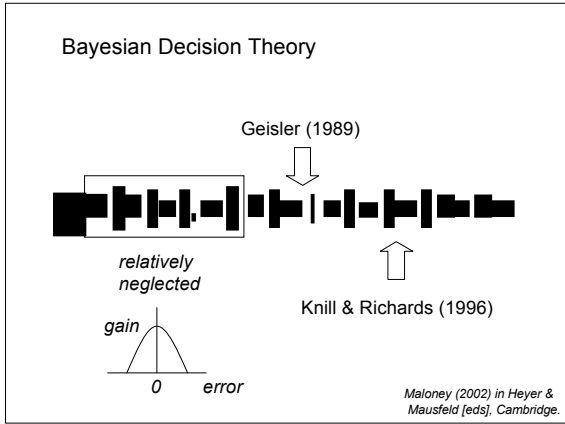 Bayesian Decision Theory
Geisler (1989)
relatively
neglected
Knill & Richards (1996)
gain
0
error
Maloney (2002) in Heyer &
Mausfeld [eds], Cambridge.